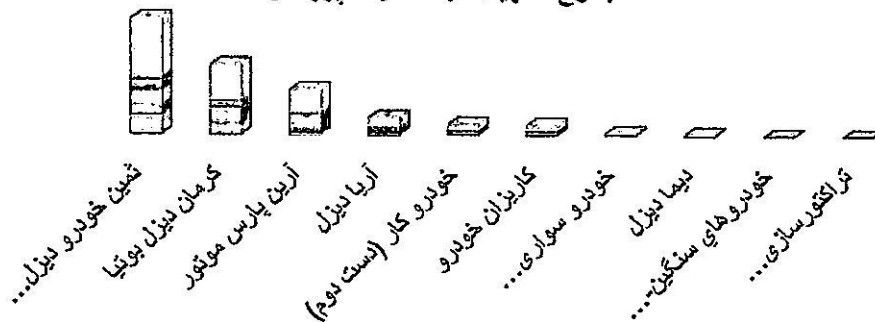 ثمین خودرو دیزل...
کرمان دیزل بوتیا
آرین پارس موتور
آریا دیزل
خودرو کار (دست دوم)
کاریزان خودرو
خودرو سواری...
دیما دیزل
خودروهاي سنگین-...
تراکتورسازی...